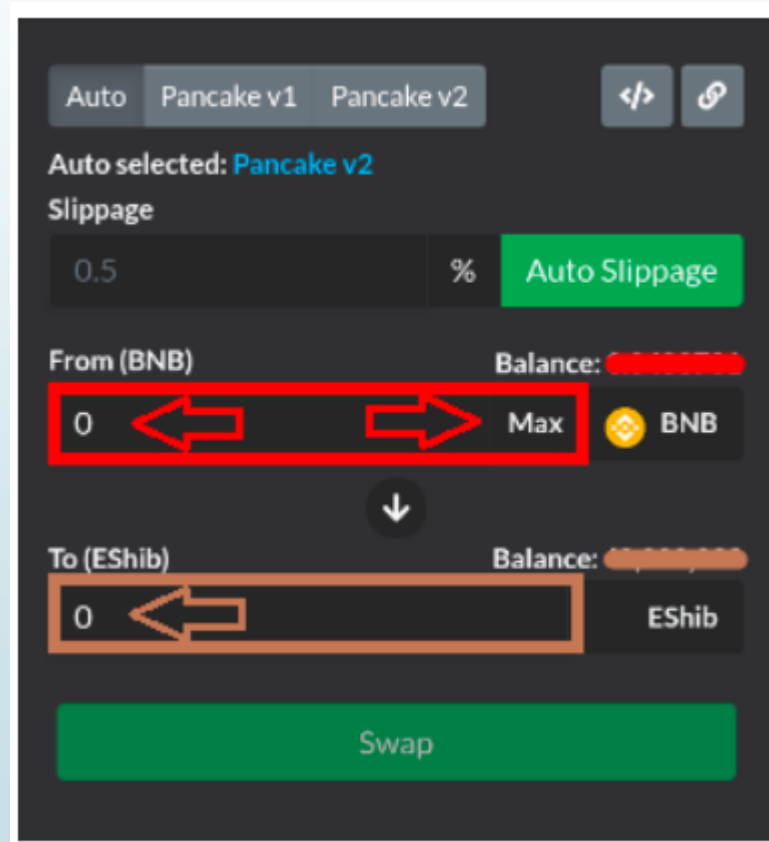 Auto Pancake v1 Pancake v2
Auto selected: Pancake v2
Slippage
0.5 % Auto Slippage
From (BNB) Balance:
0 Max BNB
To (EShib) Balance:
0 EShib
Swap